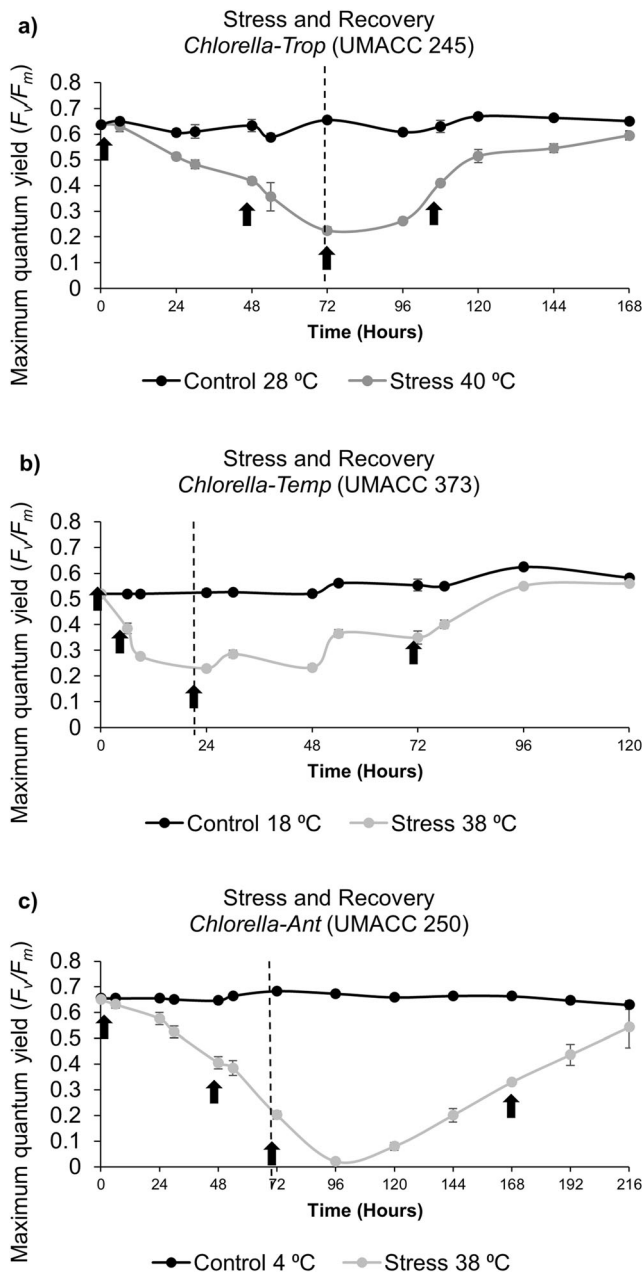 a)
Stress and Recovery
Chlorella-Trop (UMACC 245)
Maximum quantum yield (Fv/Fm)
0.8
0.7
0.6
0.5
0.4
0.3
0.2
0.1
0
0 24 48 72 96 120 144 168
Time (Hours)
Control 28 ºC Stress 40 ºC
b)
Stress and Recovery
Chlorella-Temp (UMACC 373)
Maximum quantum yield (Fv/Fm)
0.8
0.7
0.6
0.5
0.4
0.3
0.2
0.1
0
0 24 48 72 96 120
Time (Hours)
Control 18 ºC Stress 38 ºC
c)
Stress and Recovery
Chlorella-Ant (UMACC 250)
Maximum quantum yield (Fv/Fm)
0.8
0.7
0.6
0.5
0.4
0.3
0.2
0.1
0
0 24 48 72 96 120 144 168 192 216
Time (Hours)
Control 4 ºC Stress 38 ºC